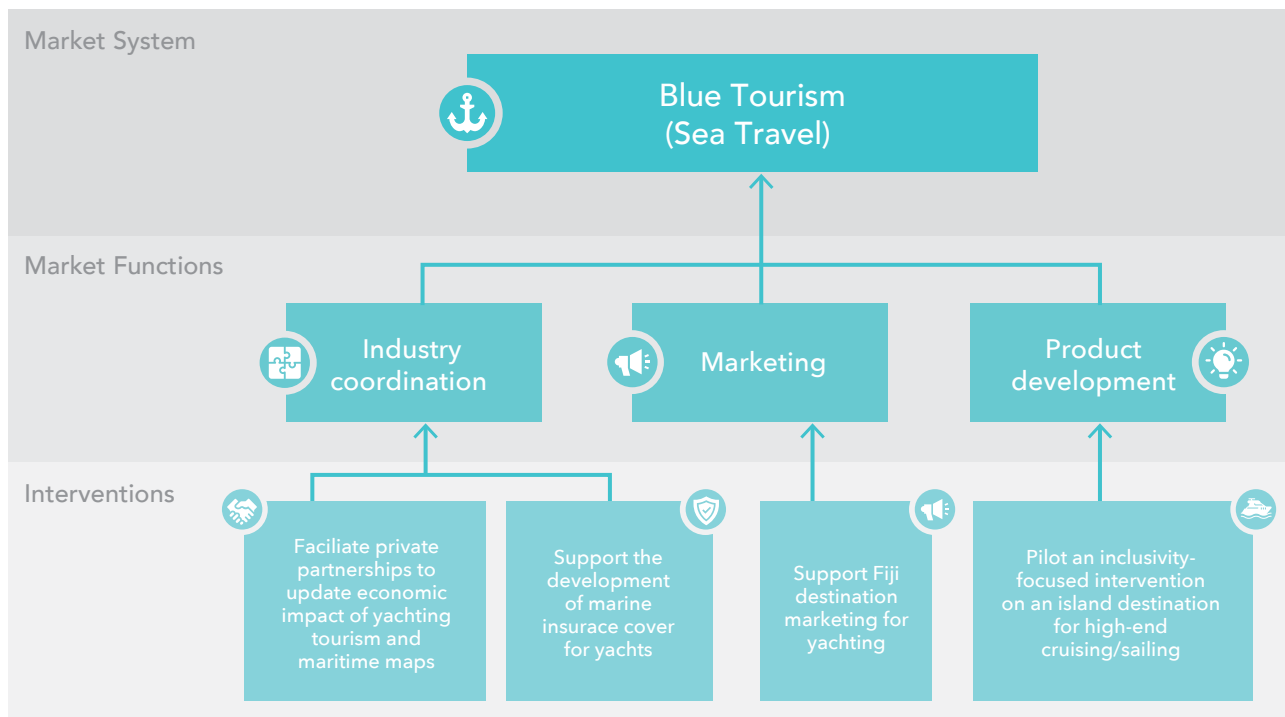 Market System
Blue Tourism
(Sea Travel)
Market Functions
Industry
coordination
Marketing
Product
development
Interventions
Faciliate private
partnerships to
update economic
impact of yachting
tourism and
maritime maps
Support the
development
of marine
insurace cover
for yachts
Support Fiji
destination
marketing for
yachting
Pilot an inclusivity-
focused intervention
on an island destination
for high-end
cruising/sailing